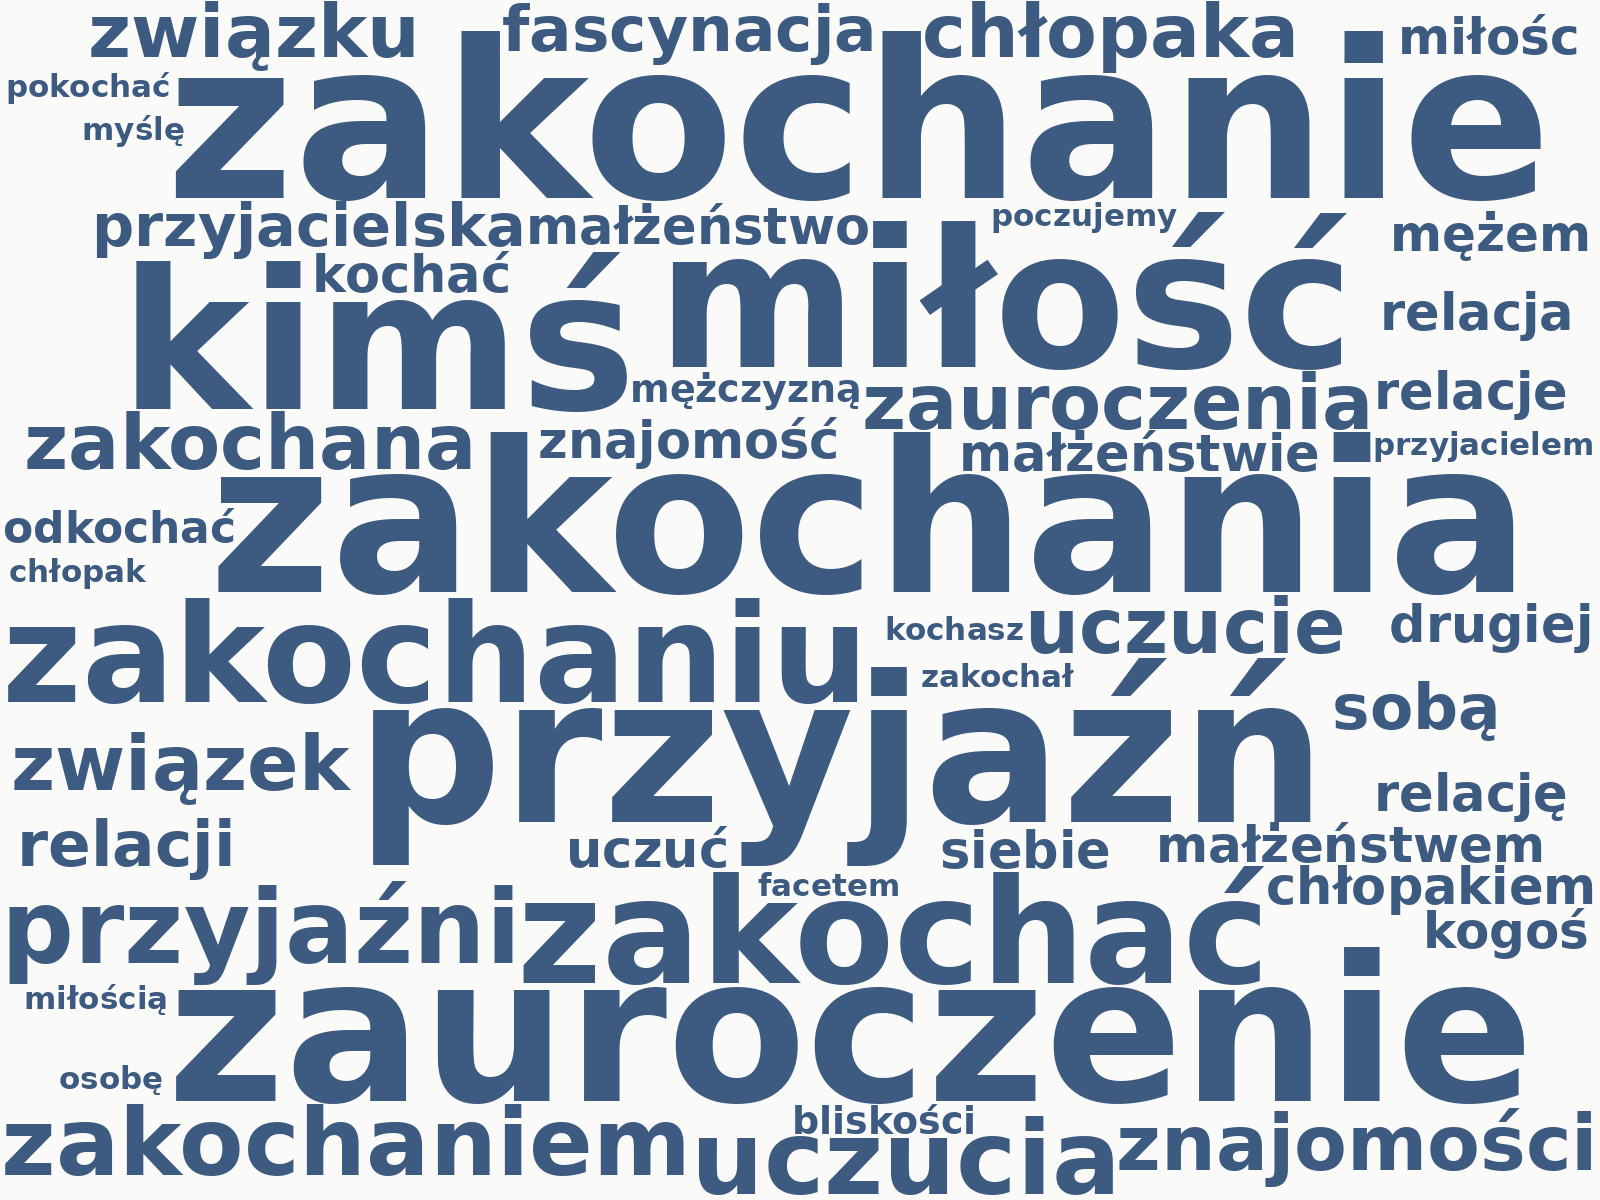 związku fascynacja chłopaka miłośc
pokochać zakochanie
myślę
przyjacielska małżeństwo poczujemy mężem
kochać
kimś miłość relacja
mężczyzną zauroczenia relacje
zakochana znajomość małżeństwie przyjacielem
odkochać zakochania
chłopak
zakochaniu kochasz uczucie drugiej
zakochał
związek przyjaźń sobą
relację
relacji uczuć siebie małżeństwem
facetem chłopakiem
przyjaźni zakochać kogoś
miłością zauroczenie
osobę
zakochaniem bliskości znajomości
uczucia